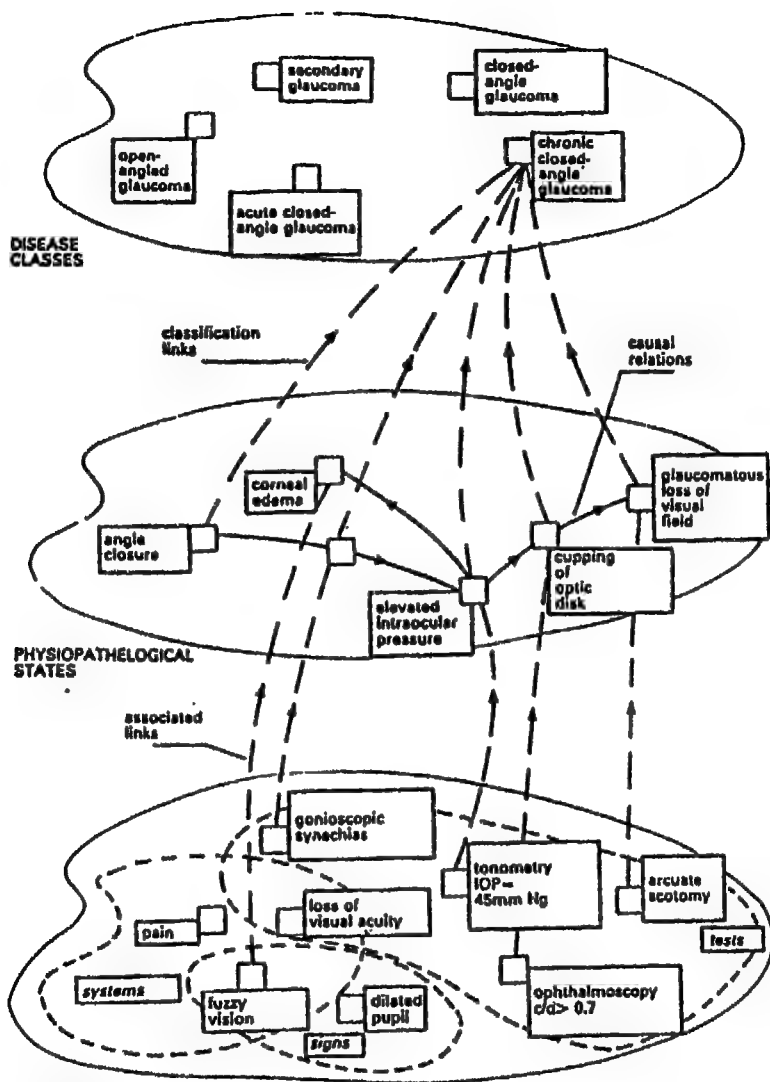 secondary
glaucoma
closed-
angle
glaucoma
open-
angled
glaucoma
acute closed-
angle glaucoma
chronic
closed-
angle
glaucoma
DISEASE
CLASSES
classification
links
causal
relations
corneal
edema
angle
closure
glaucomatous
loss of
visual
field
cupping
of
optic
disk
elevated
intraocular
pressure
PHYSIOPATHELOGICAL
STATES
associated
links
gonioscopic
synechias
tonometry
IOP=
45mm Hg
arcuate
scotomy
loss of
visual acuity
pain
tests
systems
fuzzy
vision
dilated
pupil
signs
ophthalmoscopy
c/d> 0.7